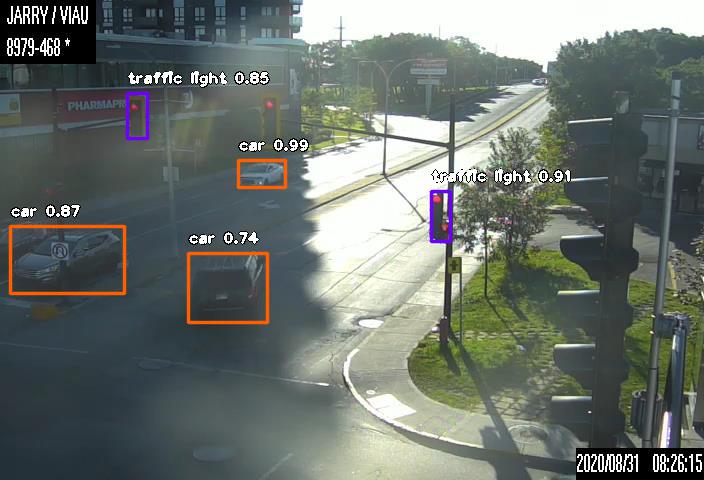 JARRY / VIAU
8979-468 *
traffic light 0.85
PHARMAPR
car 0.99
traffic light 0.91
car 0.87
car 0.74
2020/08/31 08:26:15